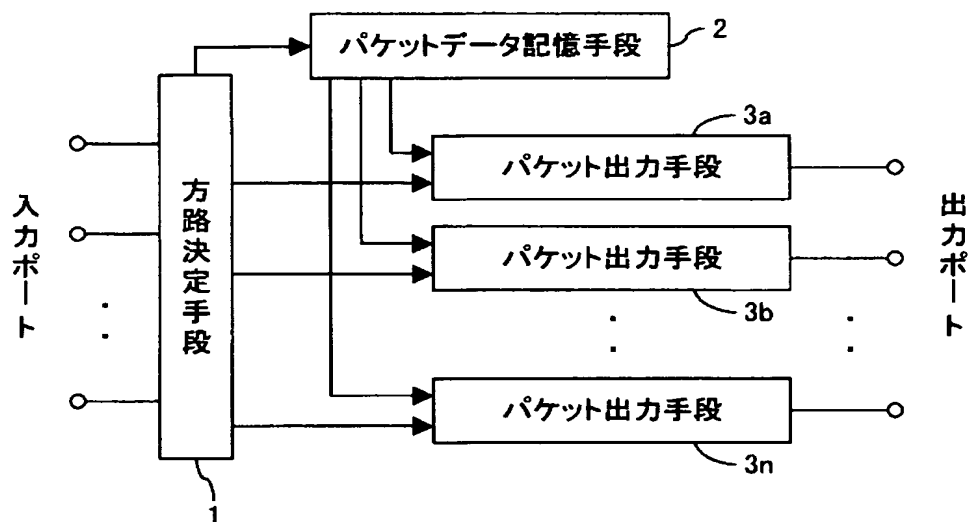 パケットデータ記憶手段
2
3a
パケット出力手段
入力ポート
方路決定手段
出力ポート
パケット出力手段
3b
パケット出力手段
3n
1